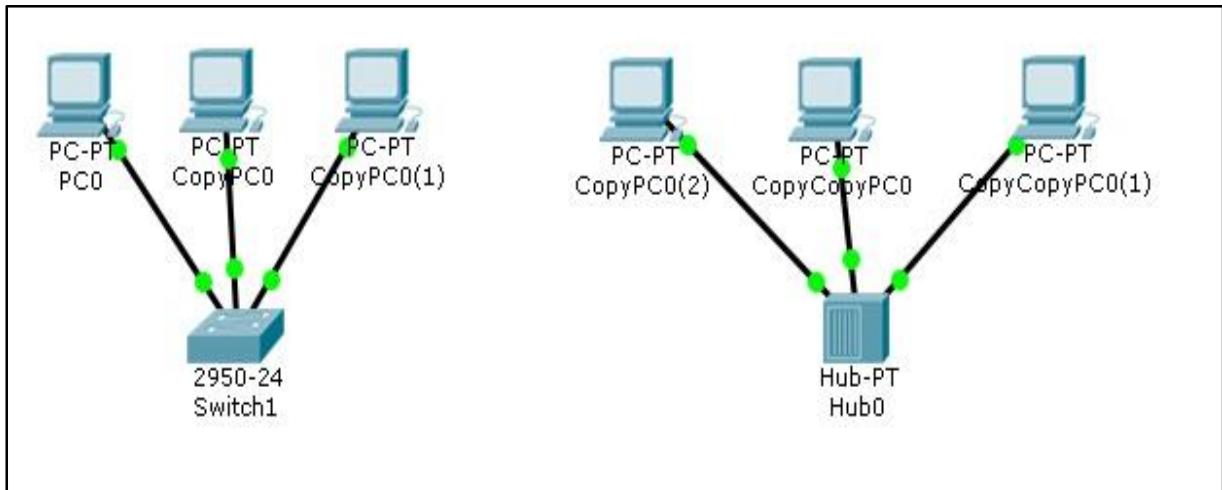 PC-PT
PC0
PC-PT
CopyPC0
PC-PT
CopyPC0(1)
2950-24
Switch1
PC-PT
CopyPC0(2)
PC-PT
CopyCopyPC0
PC-PT
CopyCopyPC0(1)
Hub-PT
Hub0